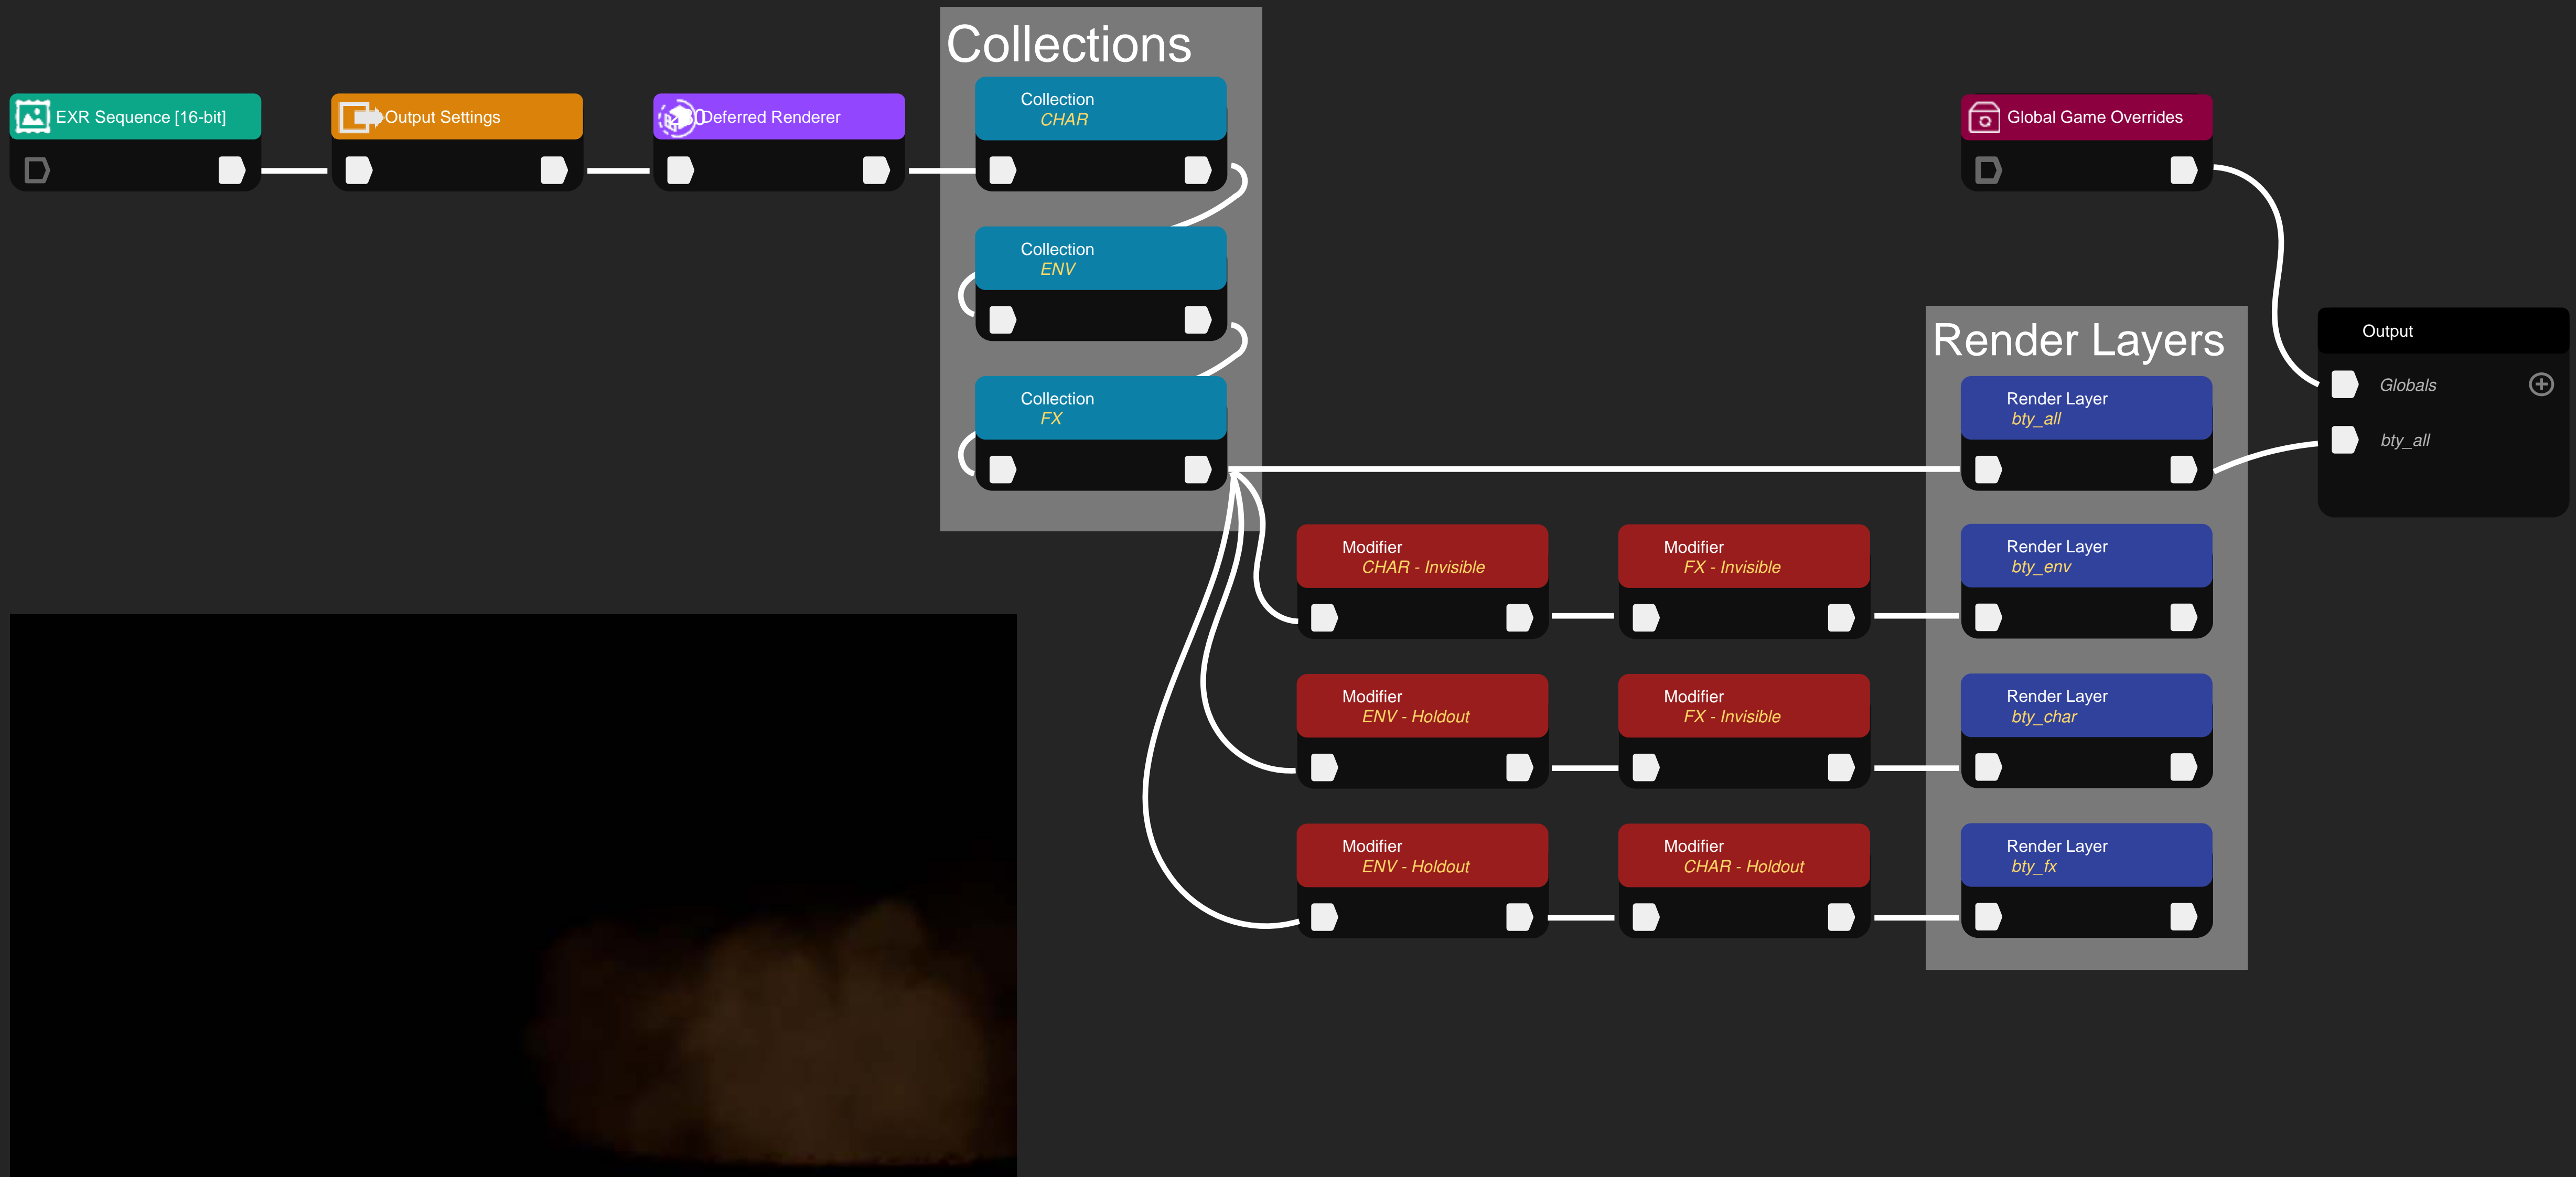 Collections
EXR Sequence [16-bit]
Output Settings
Deferred Renderer
Collection
CHAR
Global Game Overrides
Collection
ENV
Collection
FX
Render Layers
Output
Globals
bty_all
Render Layer
bty_all
Modifier
CHAR - Invisible
Modifier
FX - Invisible
Render Layer
bty_env
Modifier
ENV - Holdout
Modifier
FX - Invisible
Render Layer
bty_char
Modifier
ENV - Holdout
Modifier
CHAR - Holdout
Render Layer
bty_fx